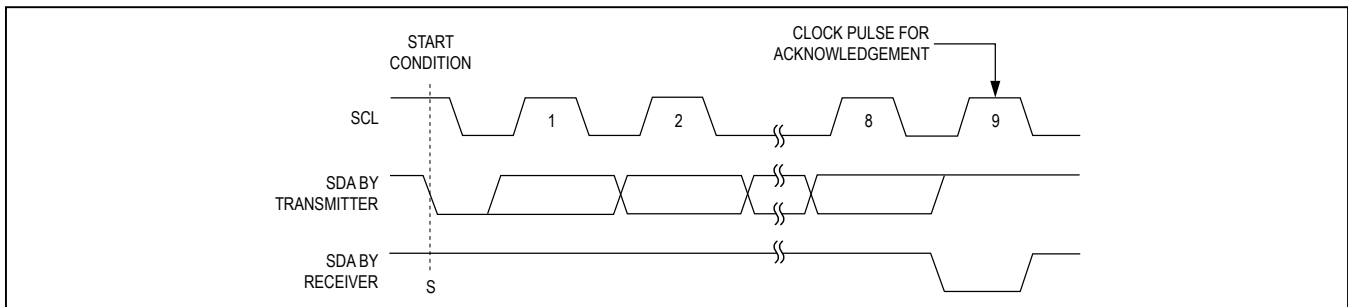 START
CONDITION
CLOCK PULSE FOR
ACKNOWLEDGEMENT
SCL
1
2
8
9
SDA BY
TRANSMITTER
SDA BY
RECEIVER
S